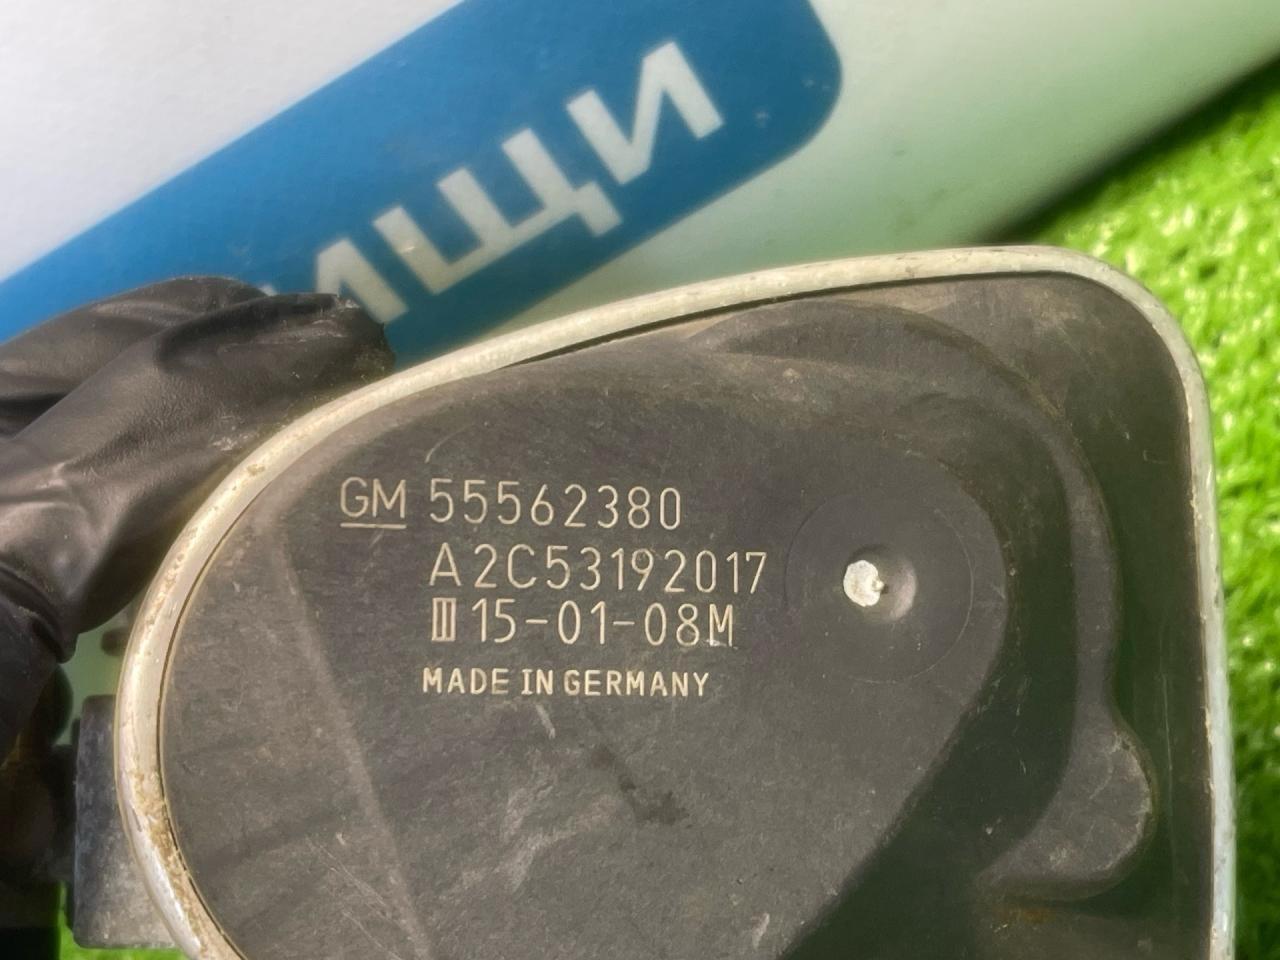 ищи
GM 55562380
A2C53192017
III 15-01-08M
MADE IN GERMANY